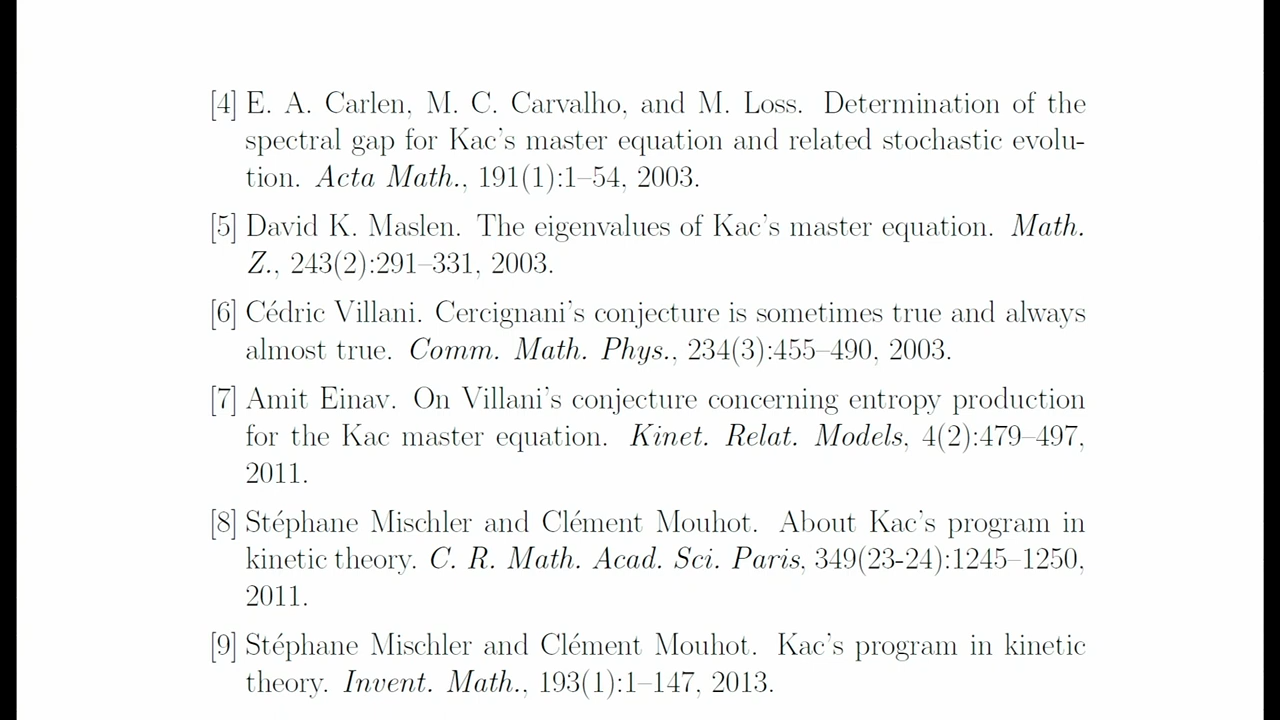 [4] E. A. Carlen, M. C. Carvalho, and M. Loss. Determination of the
spectral gap for Kac's master equation and related stochastic evolu-
tion. Acta Math., 191(1):1–54, 2003.
[5] David K. Maslen. The eigenvalues of Kac's master equation. Math.
Z., 243(2):291–331, 2003.
[6] Cédric Villani. Cercignani's conjecture is sometimes true and always
almost true. Comm. Math. Phys., 234(3):455–490, 2003.
[7] Amit Einav. On Villani's conjecture concerning entropy production
for the Kac master equation. Kinet. Relat. Models, 4(2):479–497,
2011.
[8] Stéphane Mischler and Clément Mouhot. About Kac's program in
kinetic theory. C. R. Math. Acad. Sci. Paris, 349(23-24):1245–1250,
2011.
[9] Stéphane Mischler and Clément Mouhot. Kac's program in kinetic
theory. Invent. Math., 193(1):1–147, 2013.